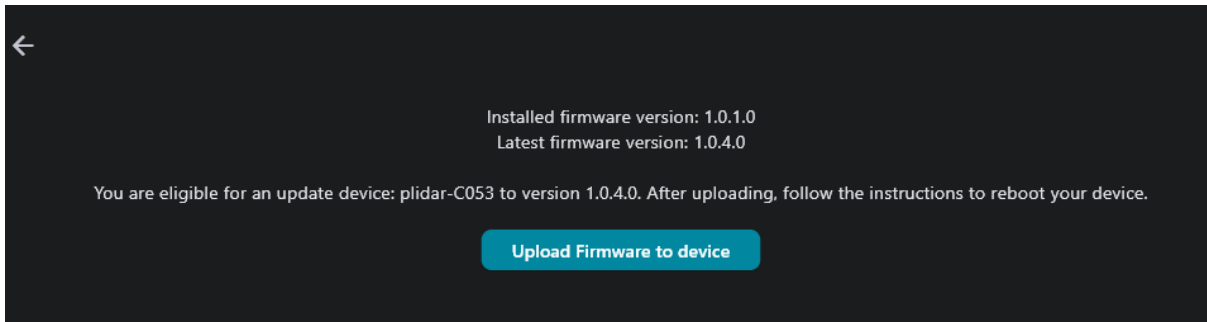 Installed firmware version: 1.0.1.0
Latest firmware version: 1.0.4.0
You are eligible for an update device: plidar-C053 to version 1.0.4.0. After uploading, follow the instructions to reboot your device.
Upload Firmware to device